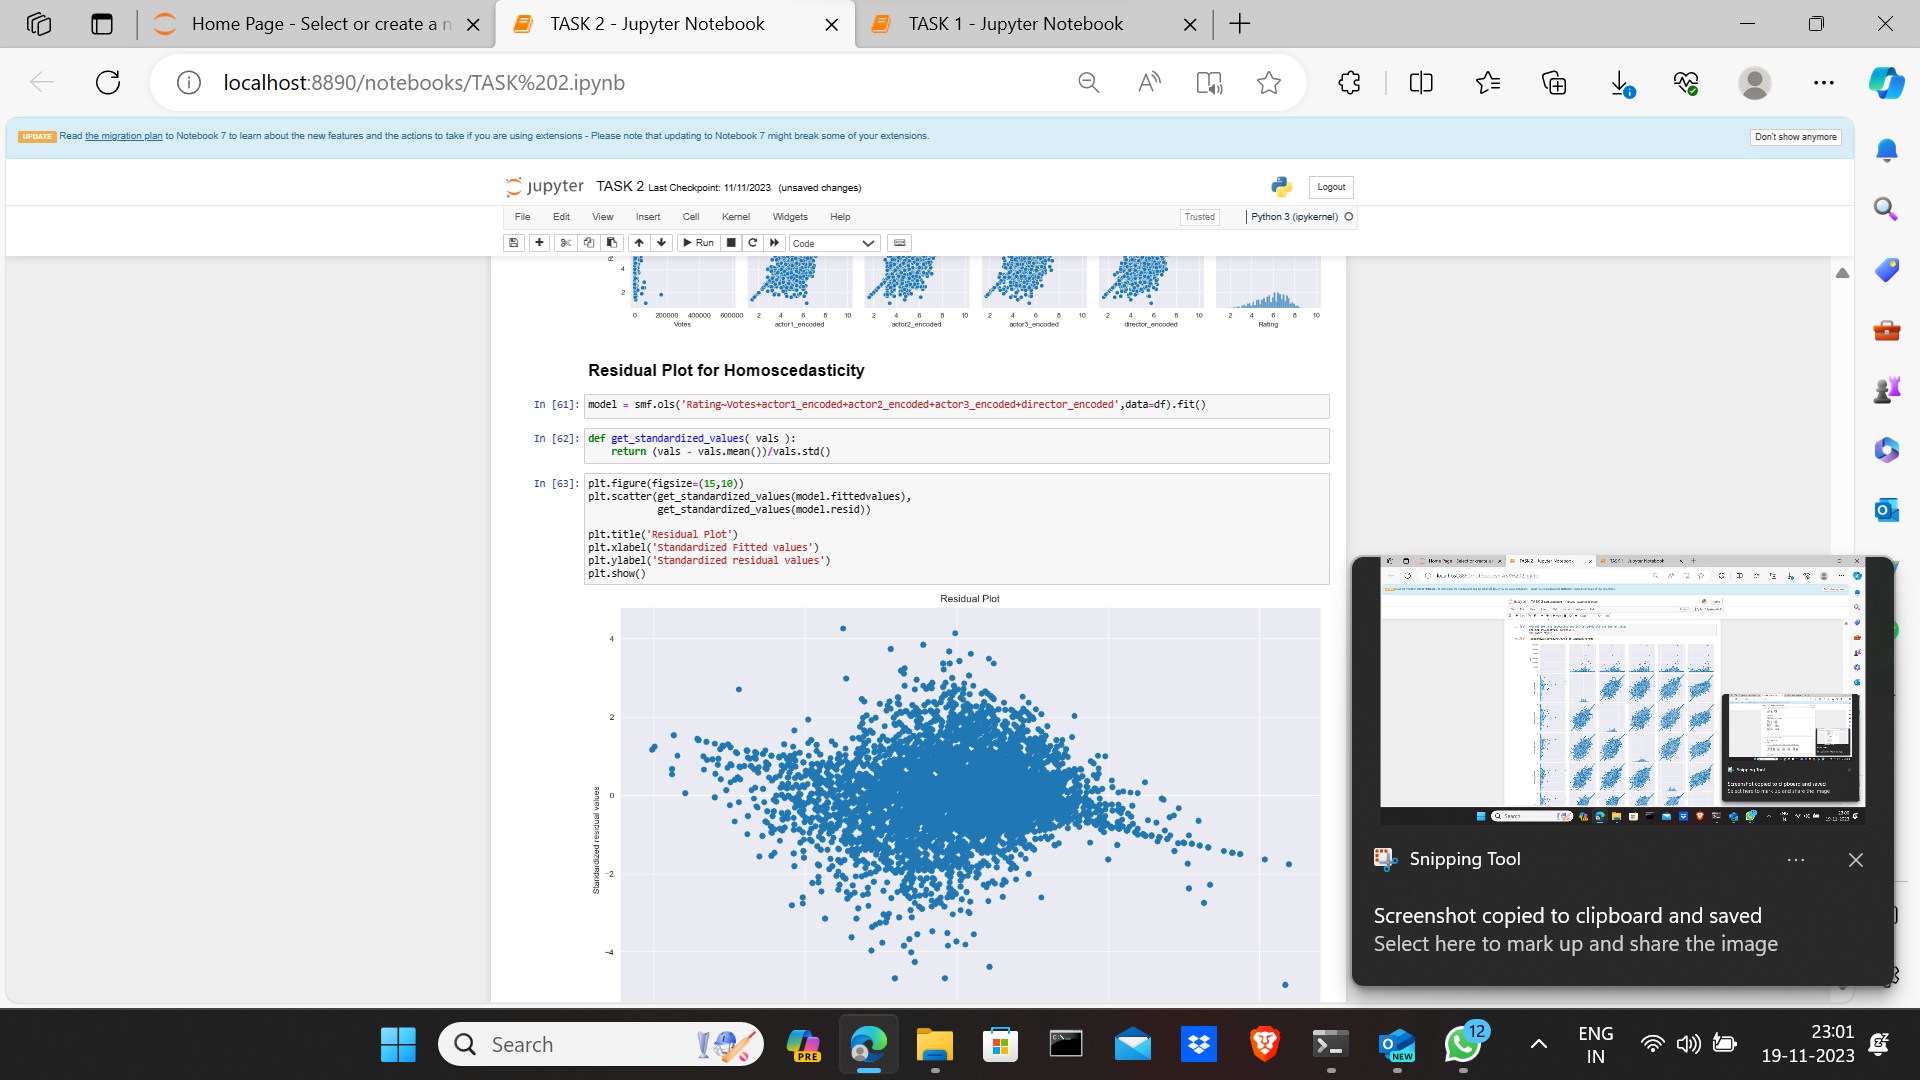 Home Page - Select or create a n
TASK 2 - Jupyter Notebook
TASK 1 - Jupyter Notebook
localhost:8890/notebooks/TASK%202.ipynb
UPDATE Read the migration plan to Notebook 7 to learn about the new features and the actions to take if you are using extensions - Please note that updating to Notebook 7 might break some of your extensions.
Don't show anymore
jupyter TASK 2 Last Checkpoint: 11/11/2023 (unsaved changes)
Logout
File Edit View Insert Cell Kernel Widgets Help
Trusted
Python 3 (ipykernel)
Run
Code
4
2
0 200000 400000 600000
2 4 6 8 10
2 4 6 8 10
2 4 6 8 10
2 4 6 8 10
2 4 6 8 10
Votes
actor1_encoded
actor2_encoded
actor3_encoded
director_encoded
Rating
Residual Plot for Homoscedasticity
In [61]: model = smf.ols('Rating~Votes+actor1_encoded+actor2_encoded+actor3_encoded+director_encoded',data=df).fit()
In [62]: def get_standardized_values( vals ):
return (vals - vals.mean())/vals.std()
In [63]: plt.figure(figsize=(15,10))
plt.scatter(get_standardized_values(model.fittedvalues),
get_standardized_values(model.resid))
plt.title('Residual Plot')
plt.xlabel('Standardized Fitted values')
plt.ylabel('Standardized residual values')
plt.show()
Residual Plot
4
2
0
−2
−4
Standardized residual values
Snipping Tool
Screenshot copied to clipboard and saved
Select here to mark up and share the image
Search
PRE
NEW
12
ENG
IN
23:01
19-11-2023